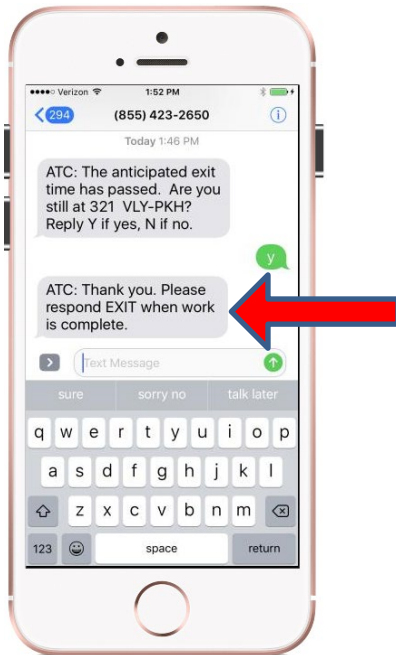 Verizon 1:52 PM
294 (855) 423-2650
Today 1:46 PM
ATC: The anticipated exit
time has passed. Are you
still at 321 VLY-PKH?
Reply Y if yes, N if no.
y
ATC: Thank you. Please
respond EXIT when work
is complete.
Text Message
sure sorry no talk later
q w e r t y u i o p
a s d f g h j k l
z x c v b n m
123 space return